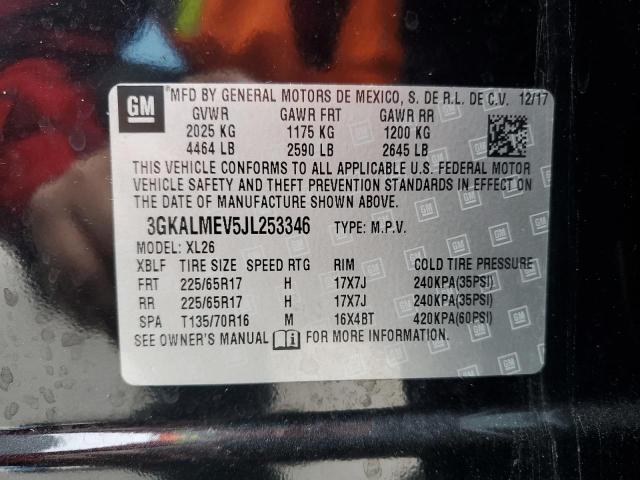 GM
MFD BY GENERAL MOTORS DE MEXICO, S. DE R.L. DE C.V. 12/17
GVWR GAWR FRT GAWR RR
2025 KG 1175 KG 1200 KG
4464 LB 2590 LB 2645 LB
THIS VEHICLE CONFORMS TO ALL APPLICABLE U.S. FEDERAL MOTOR
VEHICLE SAFETY AND THEFT PREVENTION STANDARDS IN EFFECT ON
THE DATE OF MANUFACTURE SHOWN ABOVE.
3GKALMEV5JL253346 TYPE: M.P.V.
MODEL: XL26
XBLF TIRE SIZE SPEED RTG RIM COLD TIRE PRESSURE
FRT 225/65R17 H 17X7J 240KPA(35PSI)
RR 225/65R17 H 17X7J 240KPA(35PSI)
SPA T135/70R16 M 16X4BT 420KPA(60PSI)
SEE OWNER'S MANUAL FOR MORE INFORMATION.